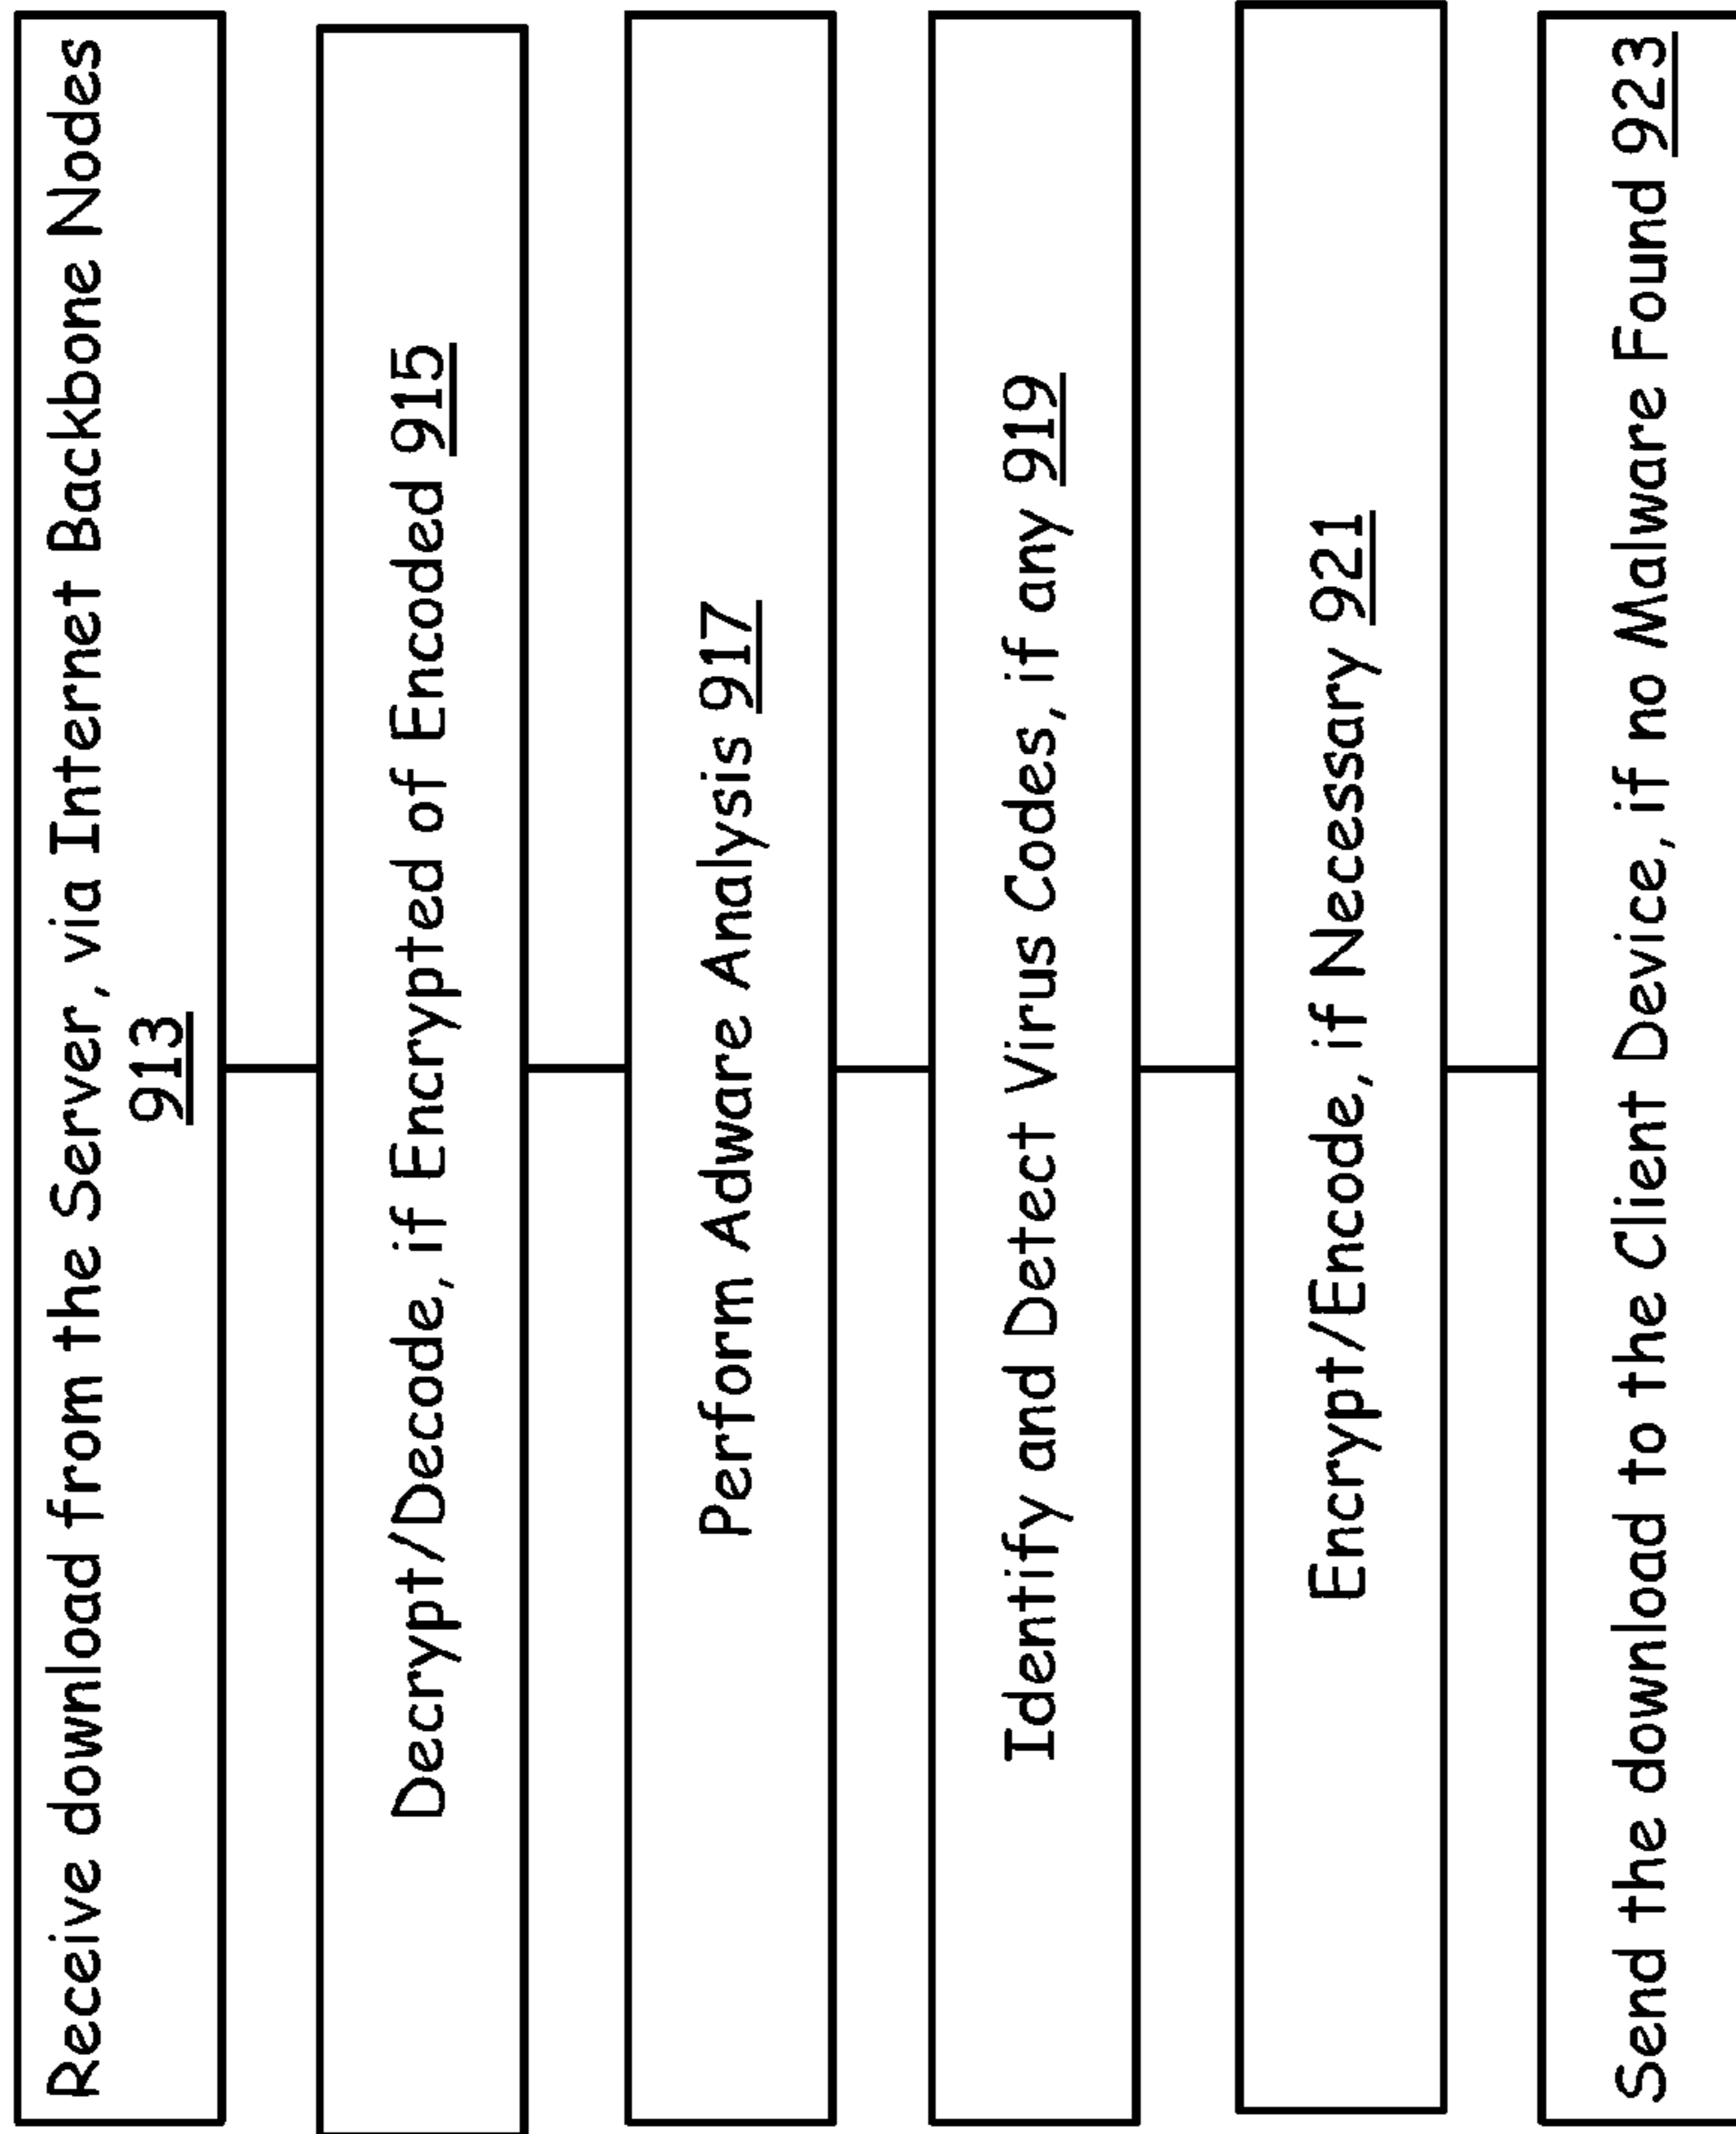 Receive download from the Server, via Internet Backbone Nodes
913
Decrypt/Decode, if Encrypted of Encoded 915
Perform Adware Analysis 917
Identify and Detect Virus Codes, if any 919
Encrypt/Encode, if Necessary 921
Send the download to the Client Device, if no Malware Found 923